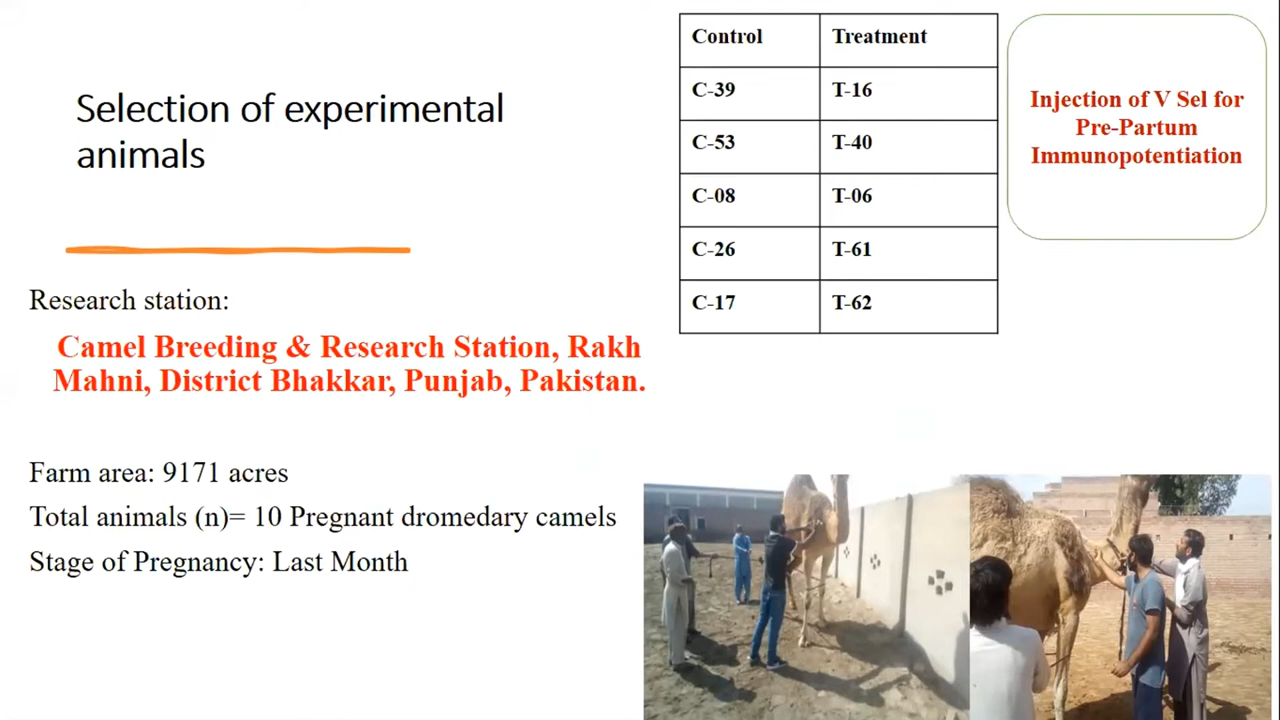 Selection of experimental
animals
Research station:
Camel Breeding & Research Station, Rakh
Mahni, District Bhakkar, Punjab, Pakistan.
Farm area: 9171 acres
Total animals (n)= 10 Pregnant dromedary camels
Stage of Pregnancy: Last Month
Control Treatment
C-39 T-16
C-53 T-40
C-08 T-06
C-26 T-61
C-17 T-62
Injection of V Sel for
Pre-Partum
Immunopotentiation